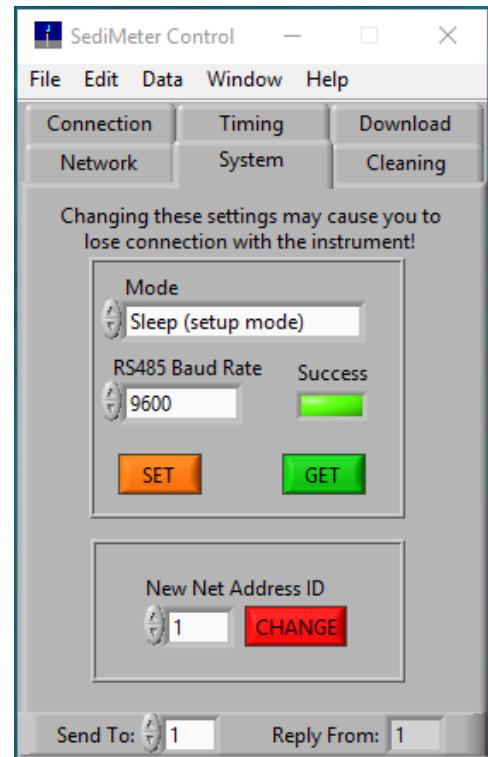 SediMeter Control
File Edit Data Window Help
Connection Timing Download
Network System Cleaning
Changing these settings may cause you to
lose connection with the instrument!
Mode
Sleep (setup mode)
RS485 Baud Rate Success
9600
SET GET
New Net Address ID
1 CHANGE
Send To: 1 Reply From: 1